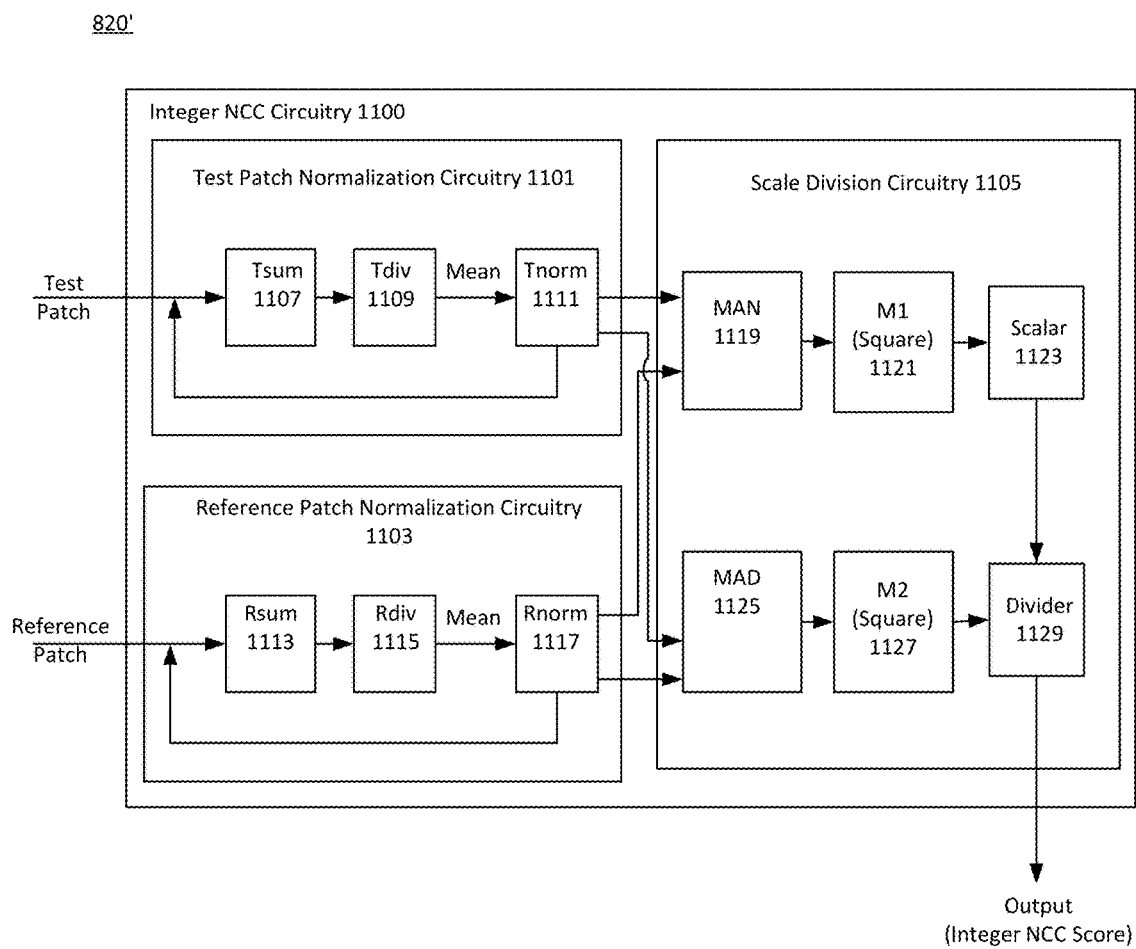 820'
Integer NCC Circuitry 1100
Test Patch Normalization Circuitry 1101
Scale Division Circuitry 1105
Test
Patch
Tsum
1107
Tdiv
1109
Mean
Tnorm
1111
MAN
1119
M1
(Square)
1121
Scalar
1123
Reference Patch Normalization Circuitry
1103
Reference
Patch
Rsum
1113
Rdiv
1115
Mean
Rnorm
1117
MAD
1125
M2
(Square)
1127
Divider
1129
Output
(Integer NCC Score)